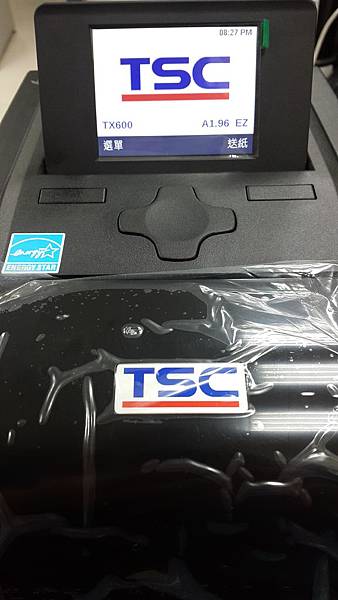 08:27 PM
TSC
TX600 A1.96 EZ
選單 送紙
ENERGY STAR
TSC